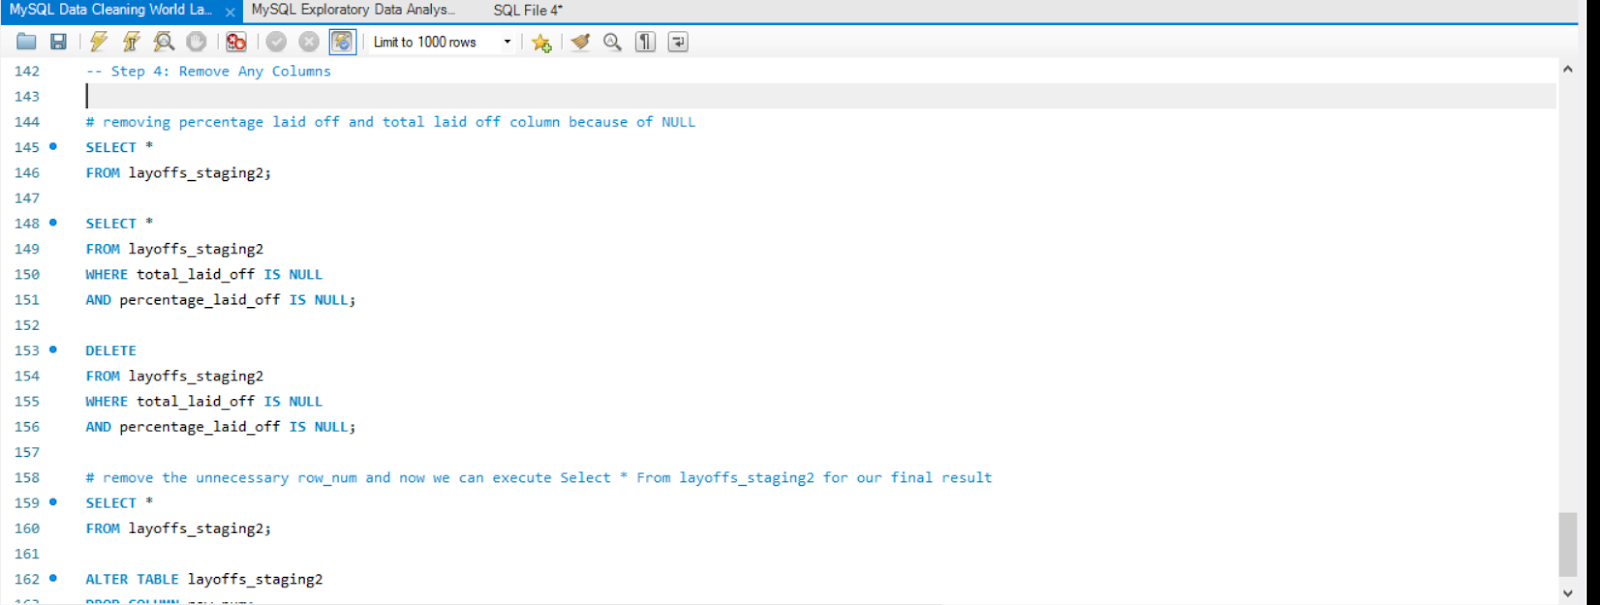 MySQL Data Cleaning World La... × MySQL Exploratory Data Analys... SQL File 4*
Limit to 1000 rows
142 -- Step 4: Remove Any Columns
143
144 # removing percentage laid off and total laid off column because of NULL
145 SELECT *
146 FROM layoffs_staging2;
147
148 SELECT *
149 FROM layoffs_staging2
150 WHERE total_laid_off IS NULL
151 AND percentage_laid_off IS NULL;
152
153 DELETE
154 FROM layoffs_staging2
155 WHERE total_laid_off IS NULL
156 AND percentage_laid_off IS NULL;
157
158 # remove the unnecessary row_num and now we can execute Select * From layoffs_staging2 for our final result
159 SELECT *
160 FROM layoffs_staging2;
161
162 ALTER TABLE layoffs_staging2
163 DROP COLUMN row_num;